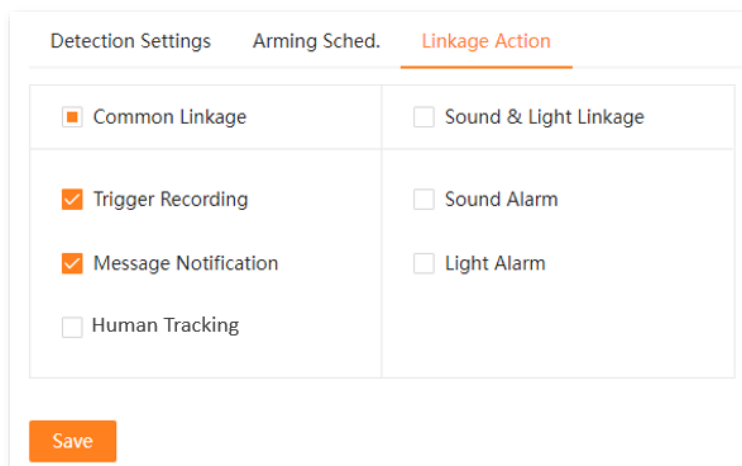 Detection Settings Arming Sched. Linkage Action
Common Linkage Sound & Light Linkage
Trigger Recording Sound Alarm
Message Notification Light Alarm
Human Tracking
Save